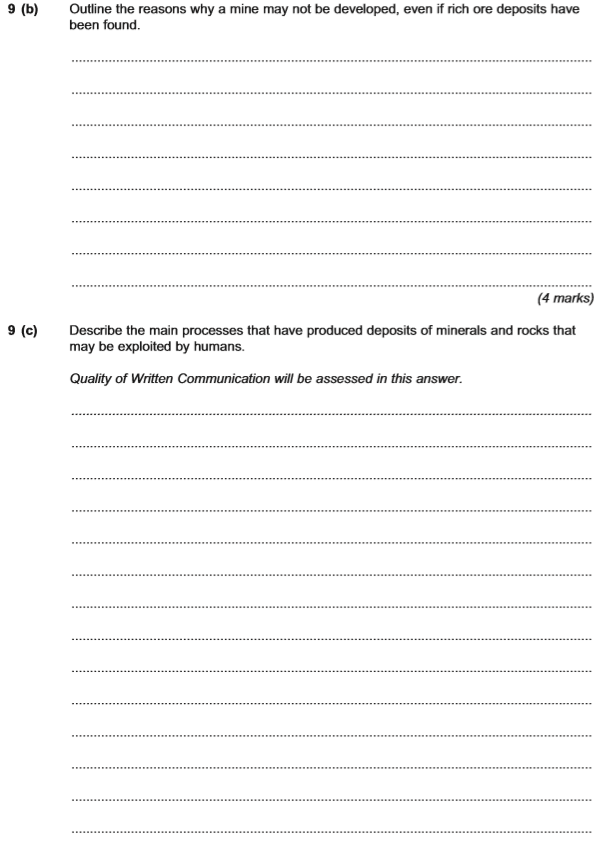 9 (b) Outline the reasons why a mine may not be developed, even if rich ore deposits have
been found.
(4 marks)
9 (c) Describe the main processes that have produced deposits of minerals and rocks that
may be exploited by humans.
Quality of Written Communication will be assessed in this answer.